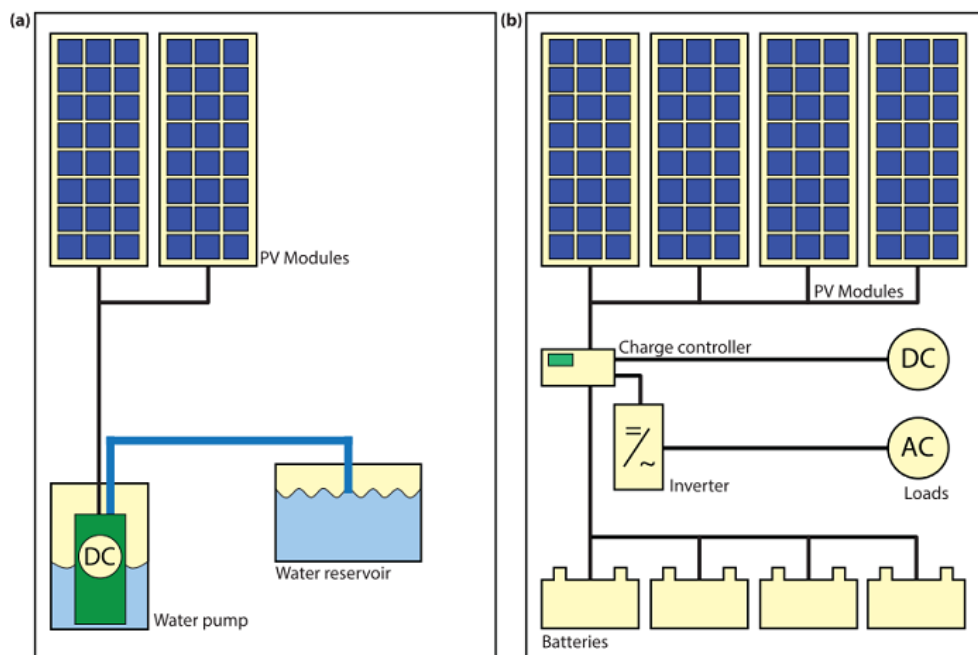 (a)
PV Modules
DC
Water pump
Water reservoir
(b)
PV Modules
Charge controller
DC
=
~
Inverter
AC
Loads
Batteries